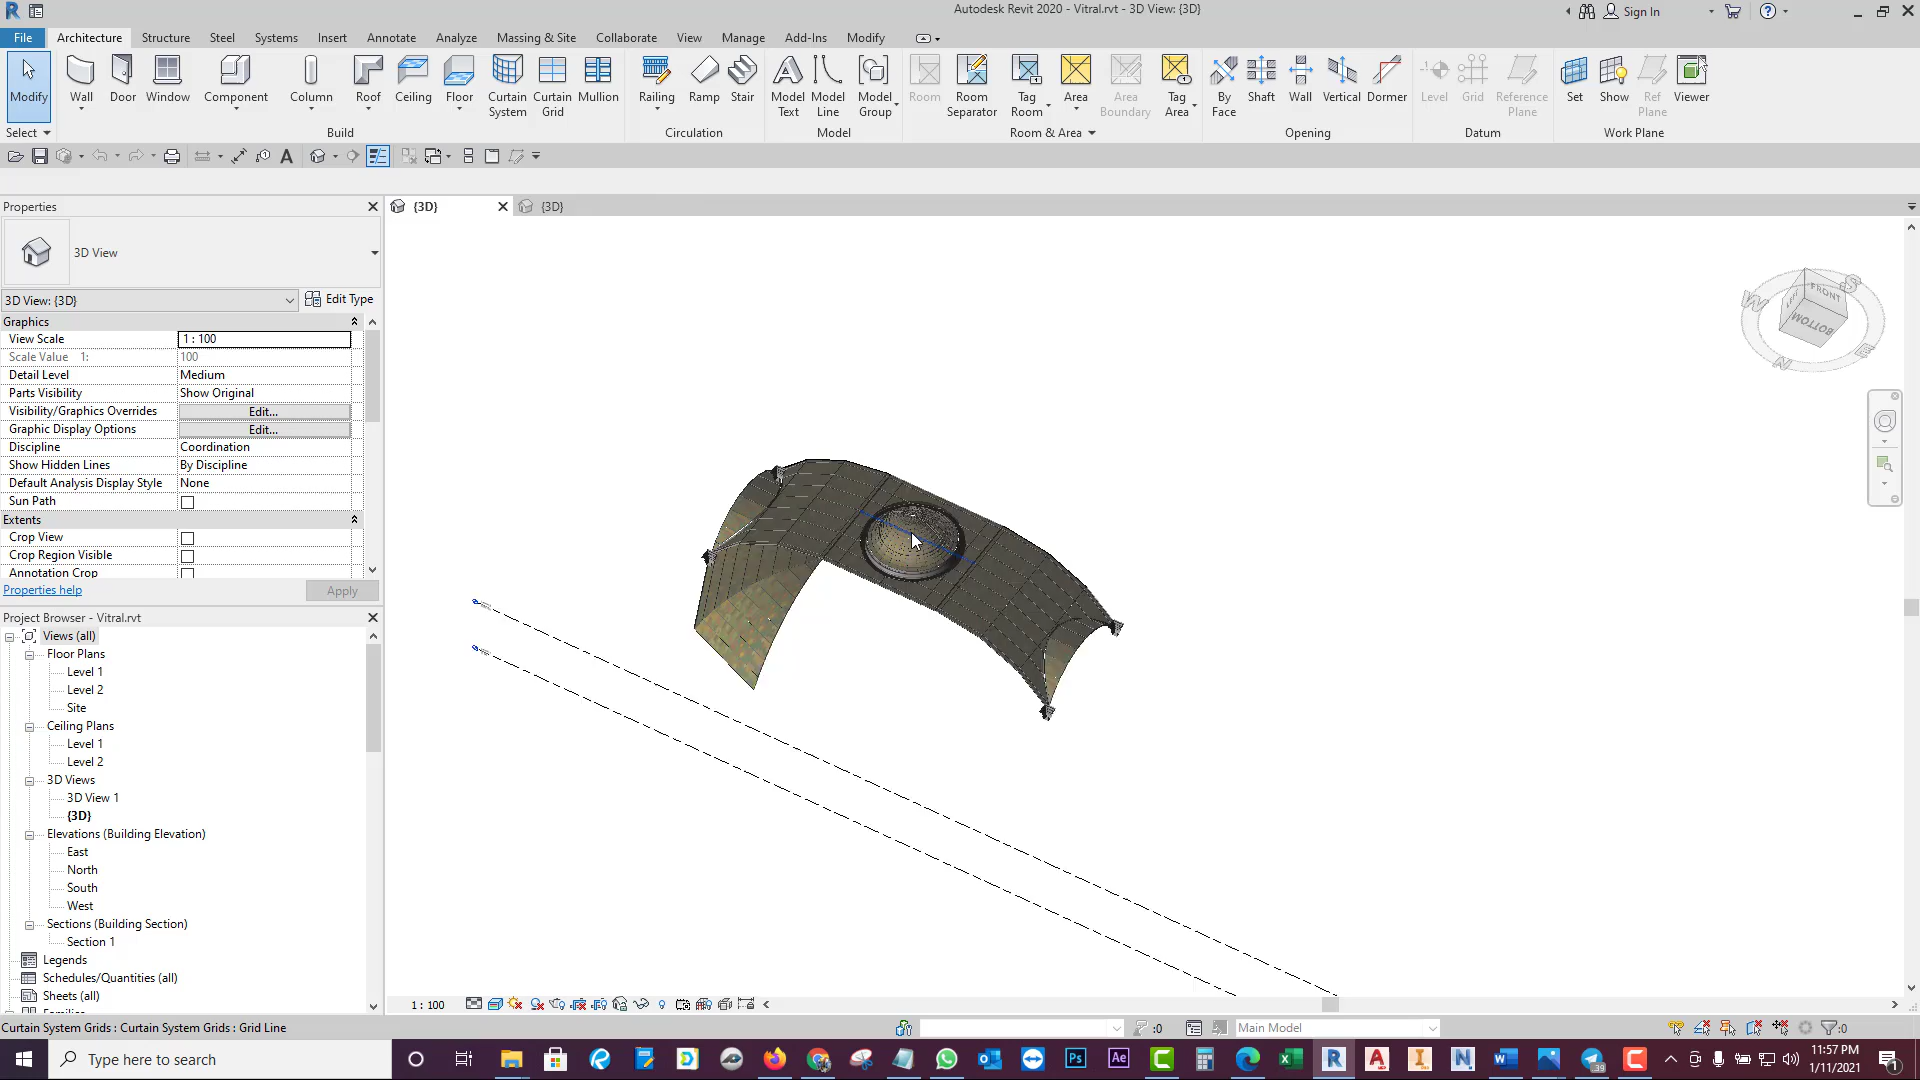 Autodesk Revit 2020 - Vitral.rvt - 3D View: {3D}
Sign In
File
Architecture
Structure
Steel
Systems
Insert
Annotate
Analyze
Massing & Site
Collaborate
View
Manage
Add-Ins
Modify
Modify
Wall
Door
Window
Component
Column
Roof
Ceiling
Floor
Curtain System
Curtain Grid
Mullion
Railing
Ramp
Stair
Model Text
Model Line
Model Group
Room
Room Separator
Tag Room
Area
Area Boundary
Tag Area
By Face
Shaft
Wall
Vertical
Dormer
Level
Grid
Reference Plane
Set
Show
Ref Plane
Viewer
Select
Build
Circulation
Model
Room & Area
Opening
Datum
Work Plane
Properties
{3D}
{3D}
3D View
3D View: {3D}
Edit Type
Graphics
View Scale
1 : 100
Scale Value 1:
100
Detail Level
Medium
Parts Visibility
Show Original
Visibility/Graphics Overrides
Edit...
Graphic Display Options
Edit...
Discipline
Coordination
Show Hidden Lines
By Discipline
Default Analysis Display Style
None
Sun Path
Extents
Crop View
Crop Region Visible
Annotation Crop
Properties help
Apply
Project Browser - Vitral.rvt
Views (all)
Floor Plans
Level 1
Level 2
Site
Ceiling Plans
Level 1
Level 2
3D Views
3D View 1
{3D}
Elevations (Building Elevation)
East
North
South
West
Sections (Building Section)
Section 1
Legends
Schedules/Quantities (all)
Sheets (all)
LEFT
FRONT
BOTTOM
W
S
N
E
1 : 100
Curtain System Grids : Curtain System Grids : Grid Line
:0
Main Model
:0
Type here to search
39
11:57 PM
1/11/2021
1